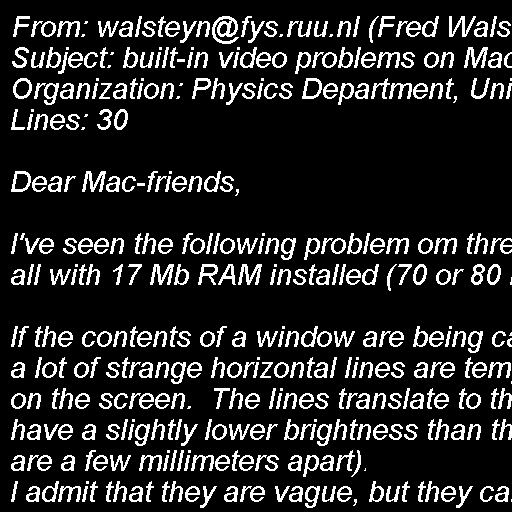 From: walsteyn@fys.ruu.nl (Fred Wals
Subject: built-in video problems on Mac
Organization: Physics Department, Uni
Lines: 30

Dear Mac-friends,

I've seen the following problem om thre
all with 17 Mb RAM installed (70 or 80
If the contents of a window are being ca
a lot of strange horizontal lines are tem
on the screen.  The lines translate to th
have a slightly lower brightness than th
are a few millimeters apart).
I admit that they are vague, but they ca